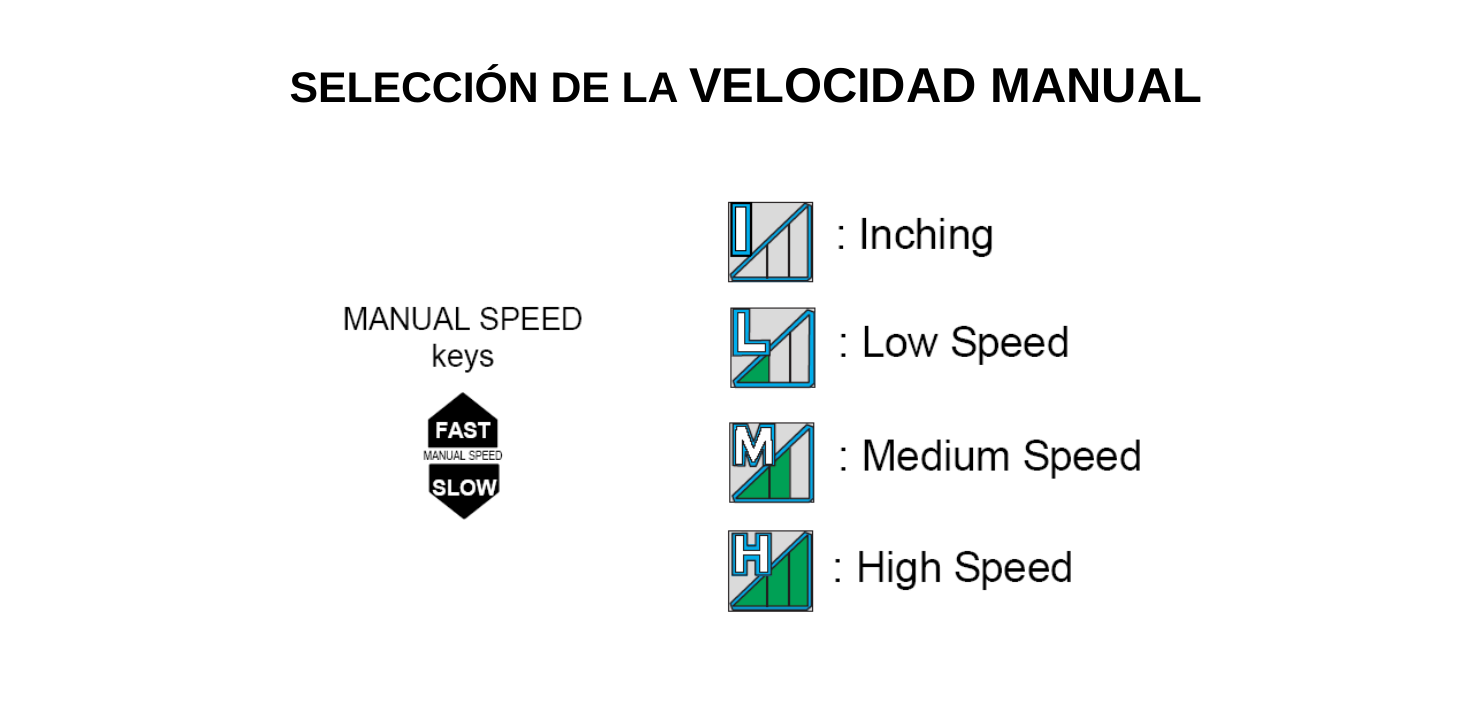 SELECCIÓN DE LA VELOCIDAD MANUAL
MANUAL SPEED
keys
FAST
MANUAL SPEED
SLOW
I : Inching
L : Low Speed
M : Medium Speed
H : High Speed